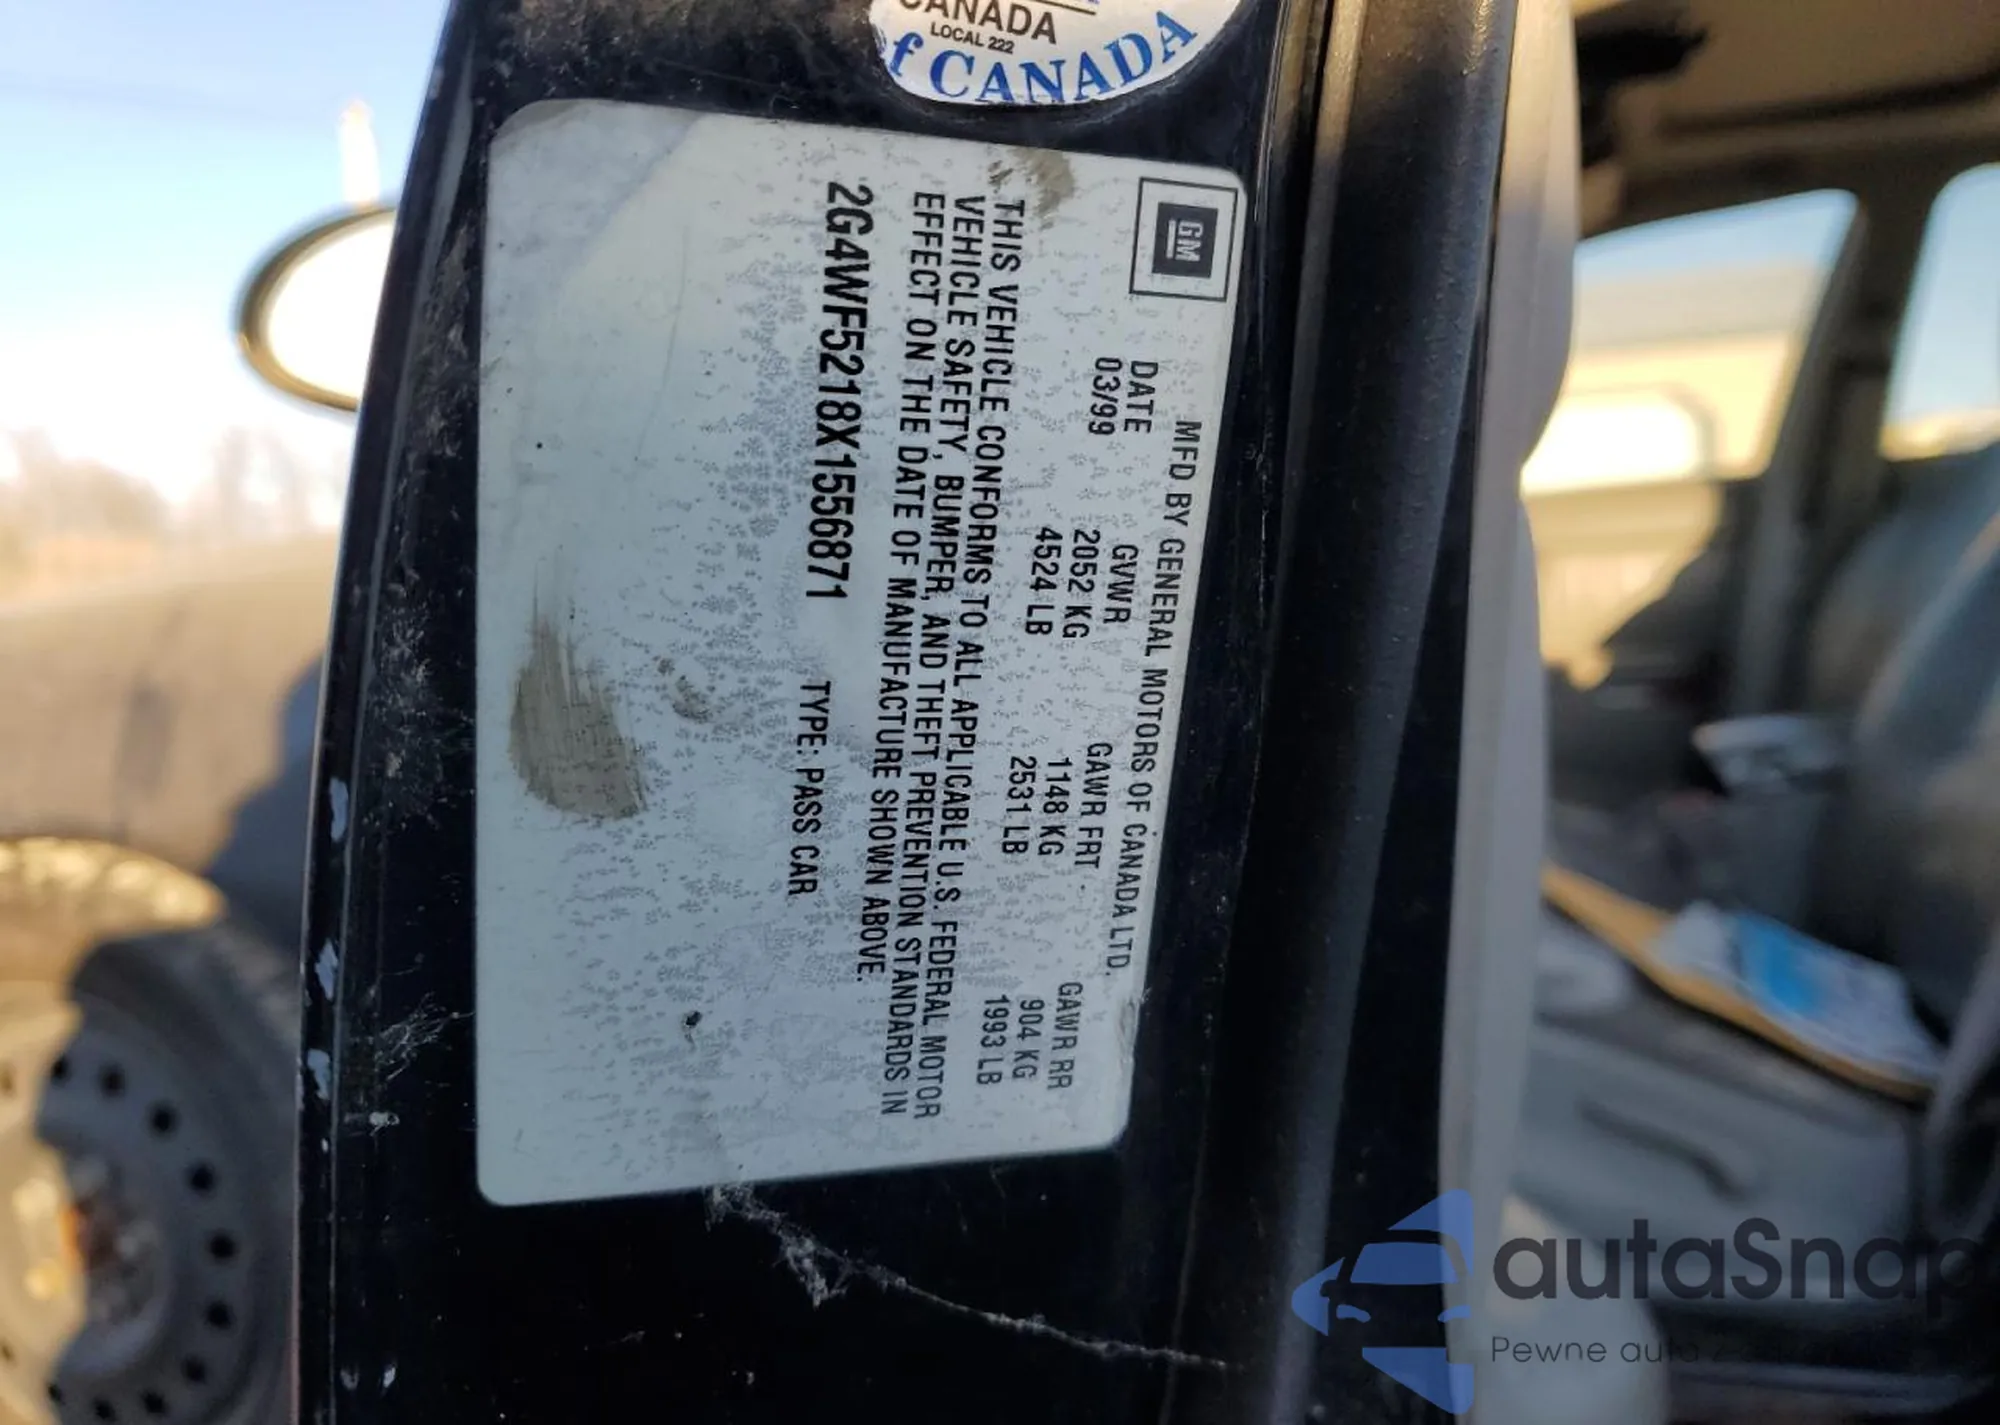 CANADA
LOCAL 222
of CANADA
GM
MFD BY GENERAL MOTORS OF CANADA LTD.
DATE GVWR GAWR FRT GAWR RR
03/99 2052 KG 1148 KG 904 KG
4524 LB 2531 LB 1993 LB
THIS VEHICLE CONFORMS TO ALL APPLICABLE U.S. FEDERAL MOTOR
VEHICLE SAFETY, BUMPER, AND THEFT PREVENTION STANDARDS IN
EFFECT ON THE DATE OF MANUFACTURE SHOWN ABOVE.
2G4WF5218X1556871 TYPE: PASS CAR
autaSnap
Pewne auta z